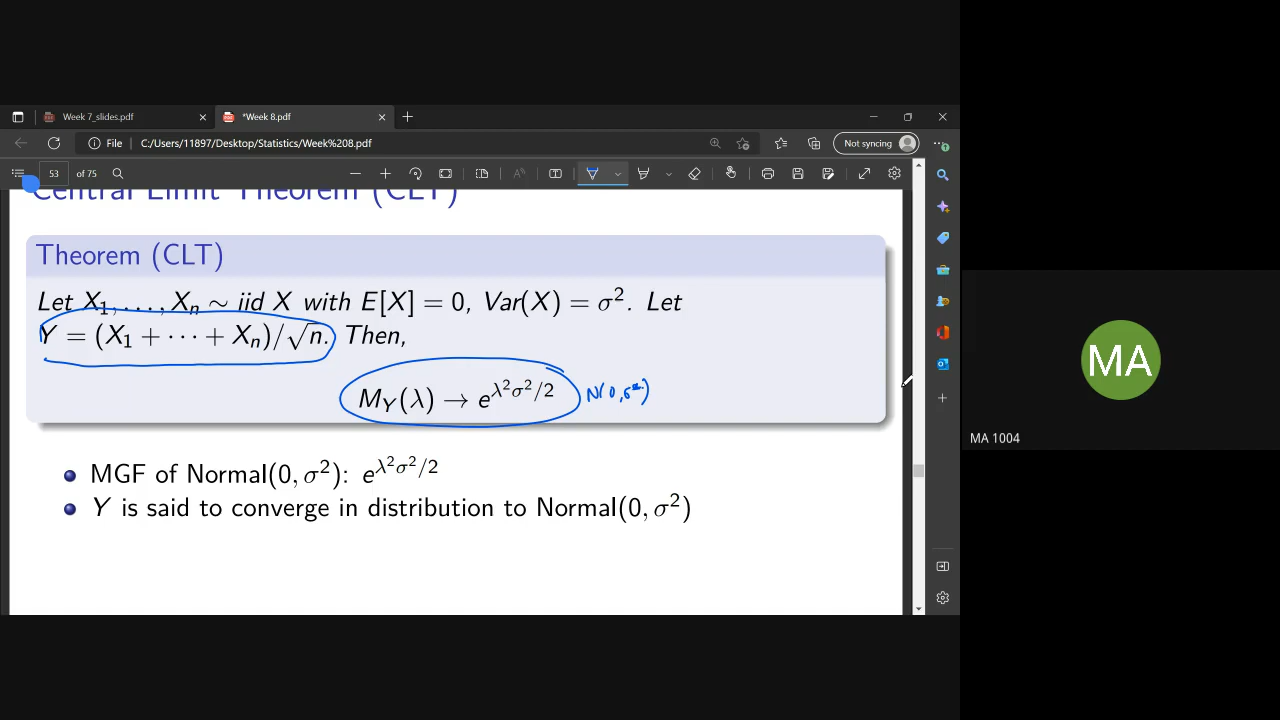 Week 7_slides.pdf
*Week 8.pdf
File
C:/Users/11897/Desktop/Statistics/Week%208.pdf
Not syncing
53 of 75
Central Limit Theorem (CLT)
Theorem (CLT)
Let X₁, . . . , Xₙ ∼ iid X with E[X] = 0, Var(X) = σ². Let
Y = (X₁ + ··· + Xₙ)/√n. Then,
M_Y(λ) → e^{λ²σ²/2} N(0, σ²)
MGF of Normal(0, σ²): e^{λ²σ²/2}
Y is said to converge in distribution to Normal(0, σ²)
MA
MA 1004